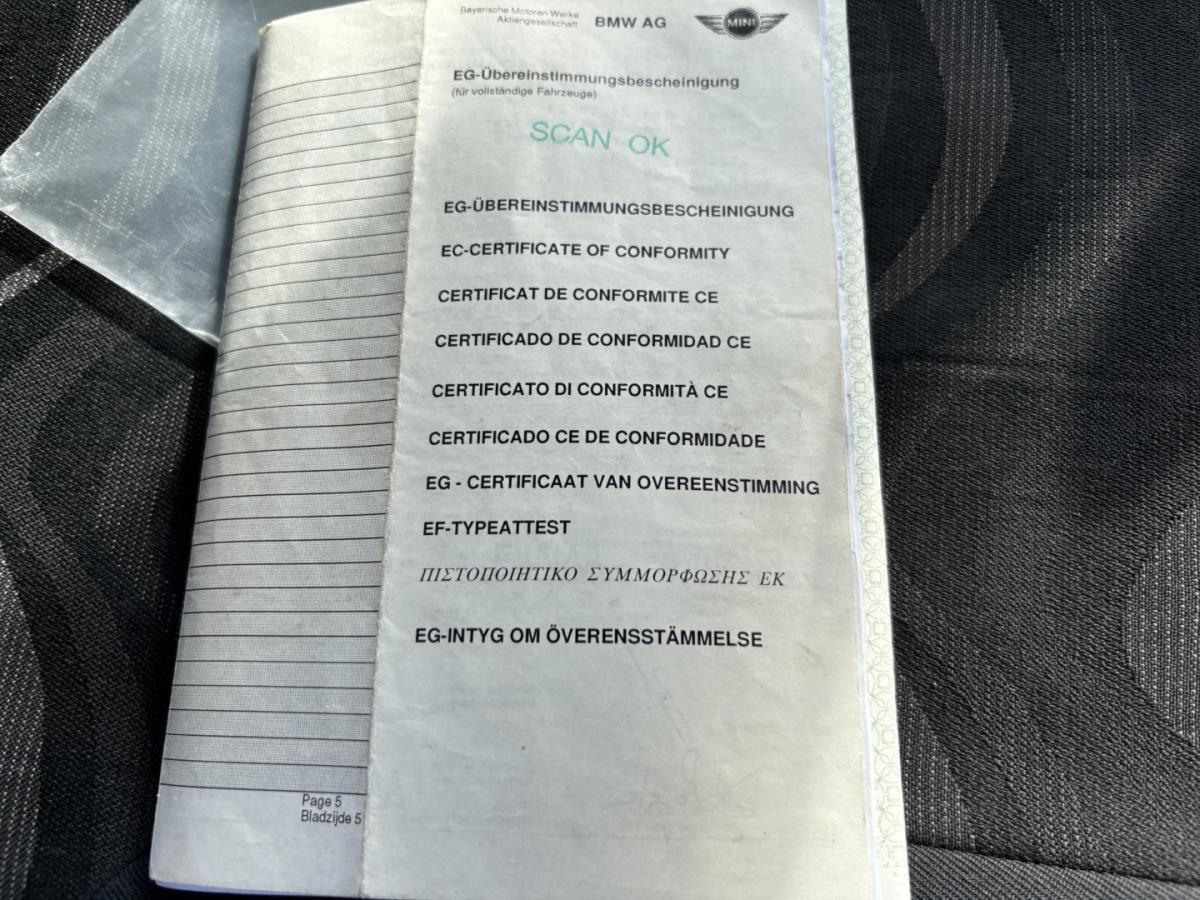 Bayerische Motoren Werke
Aktiengesellschaft
BMW AG
MINI
EG-Übereinstimmungsbescheinigung
(für vollständige Fahrzeuge)
SCAN OK
EG-ÜBEREINSTIMMUNGSBESCHEINIGUNG
EC-CERTIFICATE OF CONFORMITY
CERTIFICAT DE CONFORMITE CE
CERTIFICADO DE CONFORMIDAD CE
CERTIFICATO DI CONFORMITÀ CE
CERTIFICADO CE DE CONFORMIDADE
EG - CERTIFICAAT VAN OVEREENSTIMMING
EF-TYPEATTEST
ΠΙΣΤΟΠΟΙΗΤΙΚΟ ΣΥΜΜΟΡΦΩΣΗΣ ΕΚ
EG-INTYG OM ÖVERENSSTÄMMELSE
Page 5
Bladzijde 5